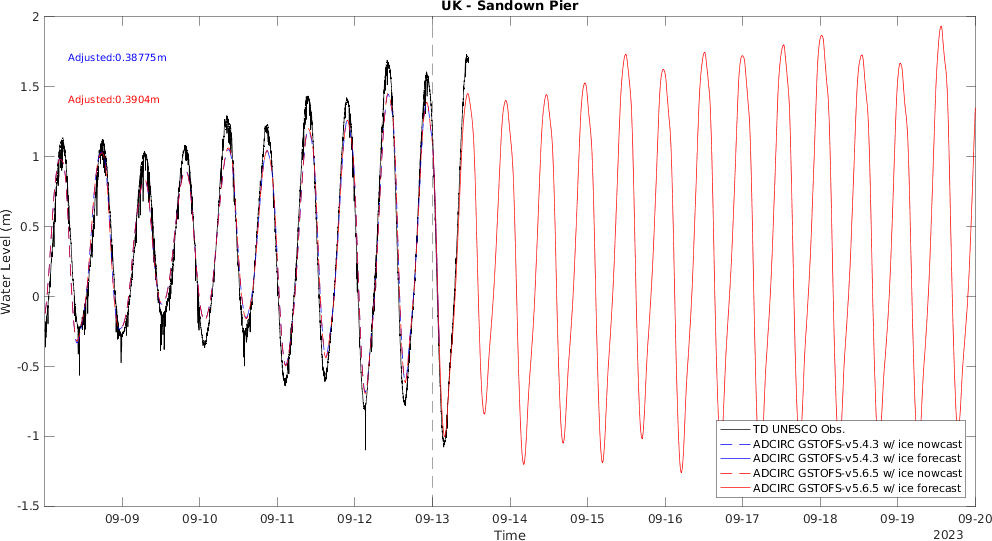 UK - Sandown Pier
Adjusted:0.38775m
Adjusted:0.3904m
Water Level (m)
2
1.5
1
0.5
0
-0.5
-1
-1.5
TD UNESCO Obs.
ADCIRC GSTOFS-v5.4.3 w/ ice nowcast
ADCIRC GSTOFS-v5.4.3 w/ ice forecast
ADCIRC GSTOFS-v5.6.5 w/ ice nowcast
ADCIRC GSTOFS-v5.6.5 w/ ice forecast
09-09 09-10 09-11 09-12 09-13 09-14 09-15 09-16 09-17 09-18 09-19 09-20
Time
2023